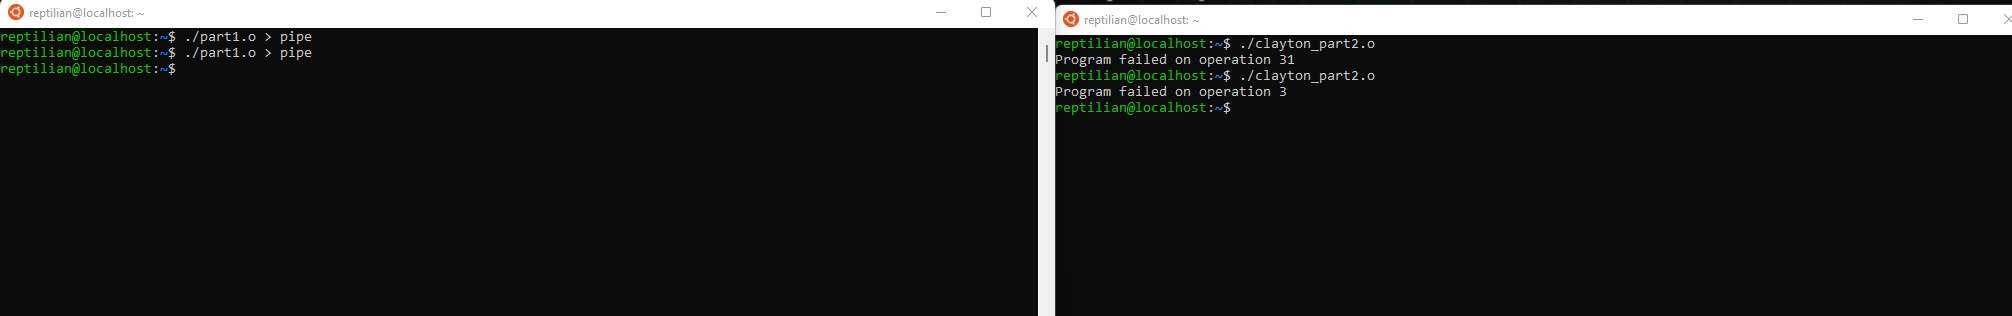 reptilian@localhost: ~
reptilian@localhost:~$ ./part1.o > pipe
reptilian@localhost:~$ ./part1.o > pipe
reptilian@localhost:~$
reptilian@localhost: ~
reptilian@localhost:~$ ./clayton_part2.o
Program failed on operation 31
reptilian@localhost:~$ ./clayton_part2.o
Program failed on operation 3
reptilian@localhost:~$